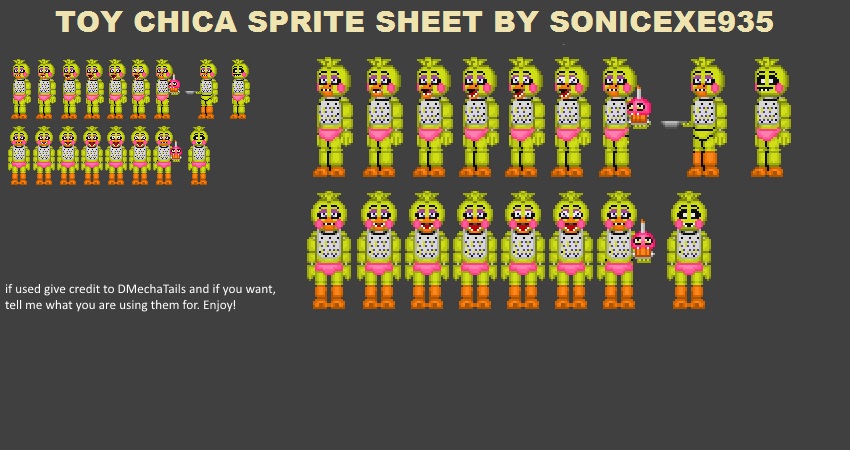 TOY CHICA SPRITE SHEET BY SONICEXE935
if used give credit to DMechaTails and if you want,
tell me what you are using them for. Enjoy!